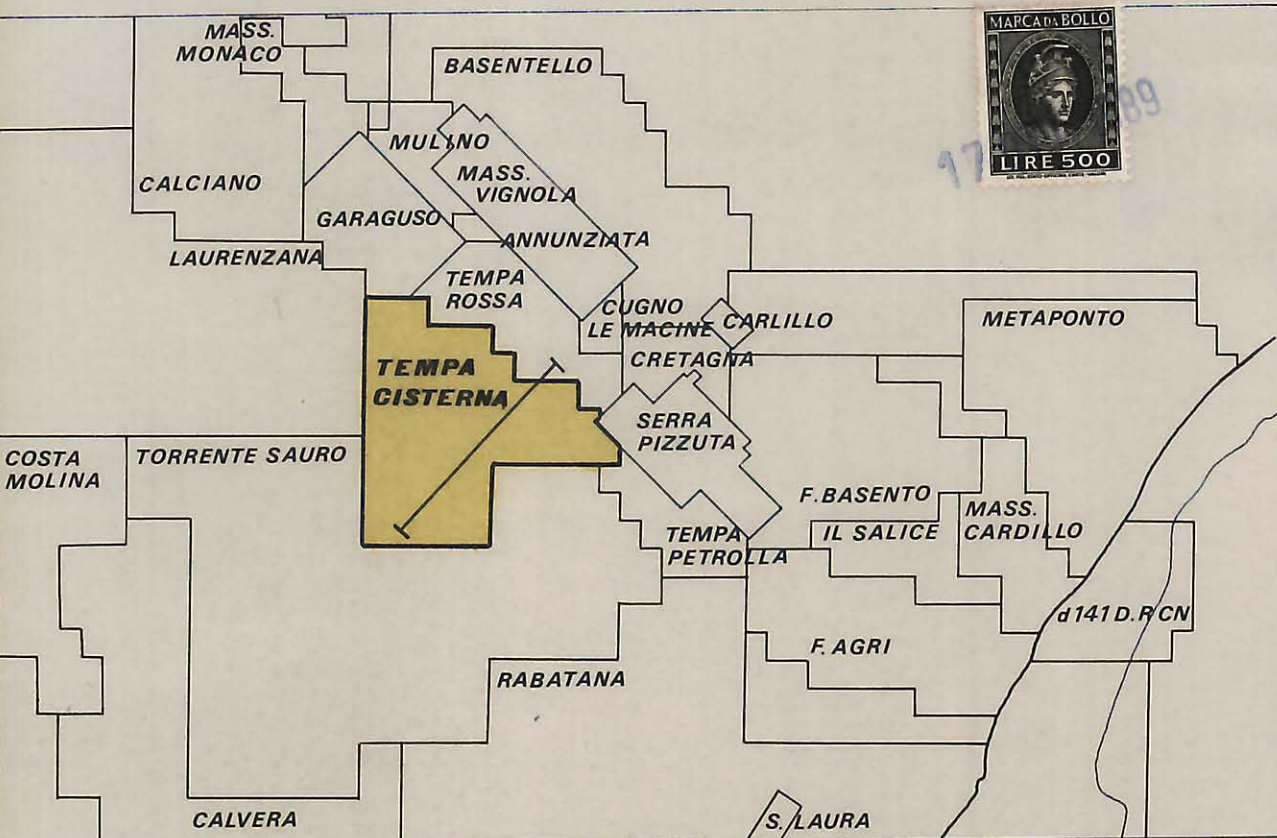 MASS.
MONACO
BASENTELLO
MARCA DA BOLLO
LIRE 500
17 89
MULINO
MASS.
VIGNOLA
CALCIANO
GARAGUSO
ANNUNZIATA
LAURENZANA
TEMPA
ROSSA
CUGNO
LE MACINE
CARLILLO
METAPONTO
CRETAGNA
TEMPA
CISTERNA
SERRA
PIZZUTA
COSTA
MOLINA
TORRENTE SAURO
F. BASENTO
MASS.
CARDILLO
IL SALICE
TEMPA
PETROLLA
d 141 D.R CN
F. AGRI
RABATANA
CALVERA
S. LAURA